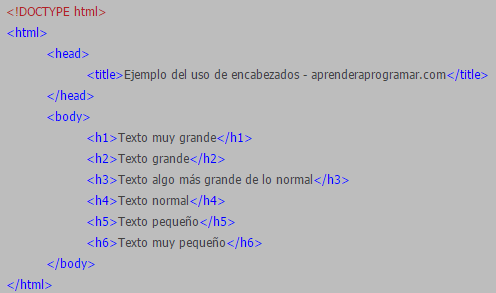 <!DOCTYPE html>
<html>
<head>
<title>Ejemplo del uso de encabezados - aprenderaprogramar.com</title>
</head>
<body>
<h1>Texto muy grande</h1>
<h2>Texto grande</h2>
<h3>Texto algo más grande de lo normal</h3>
<h4>Texto normal</h4>
<h5>Texto pequeño</h5>
<h6>Texto muy pequeño</h6>
</body>
</html>